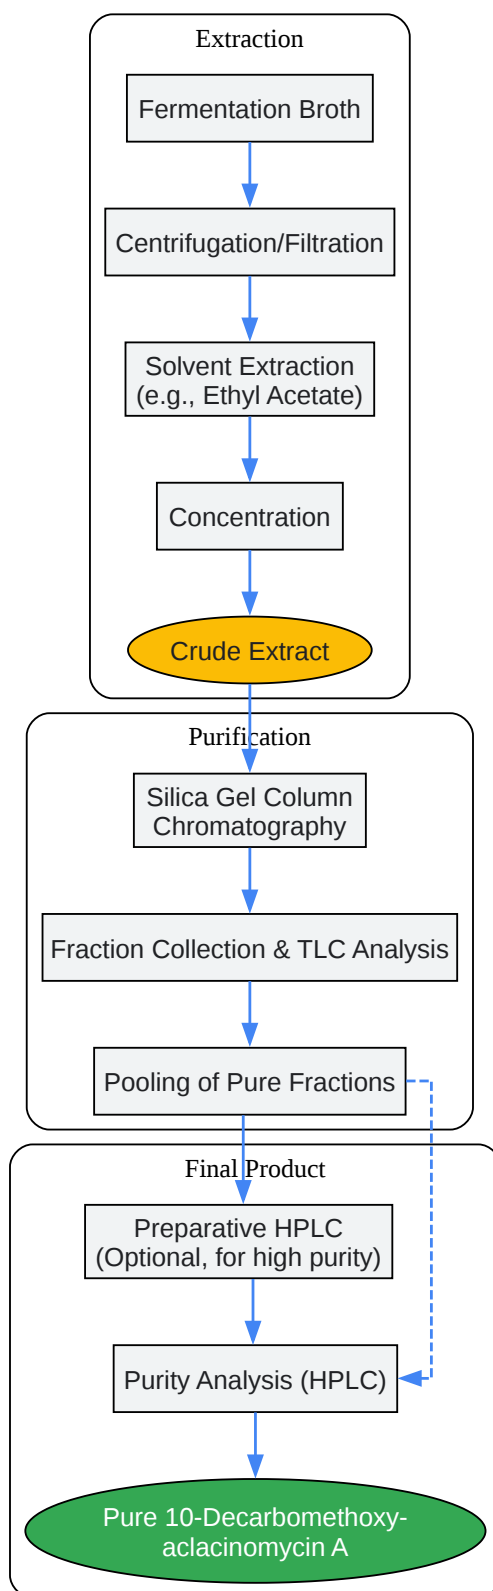 Extraction
Fermentation Broth
Centrifugation/Filtration
Solvent Extraction
(e.g., Ethyl Acetate)
Concentration
Crude Extract
Purification
Silica Gel Column
Chromatography
Fraction Collection & TLC Analysis
Pooling of Pure Fractions
Final Product
Preparative HPLC
(Optional, for high purity)
Purity Analysis (HPLC)
Pure 10-Decarbomethoxy-
aclacinomycin A